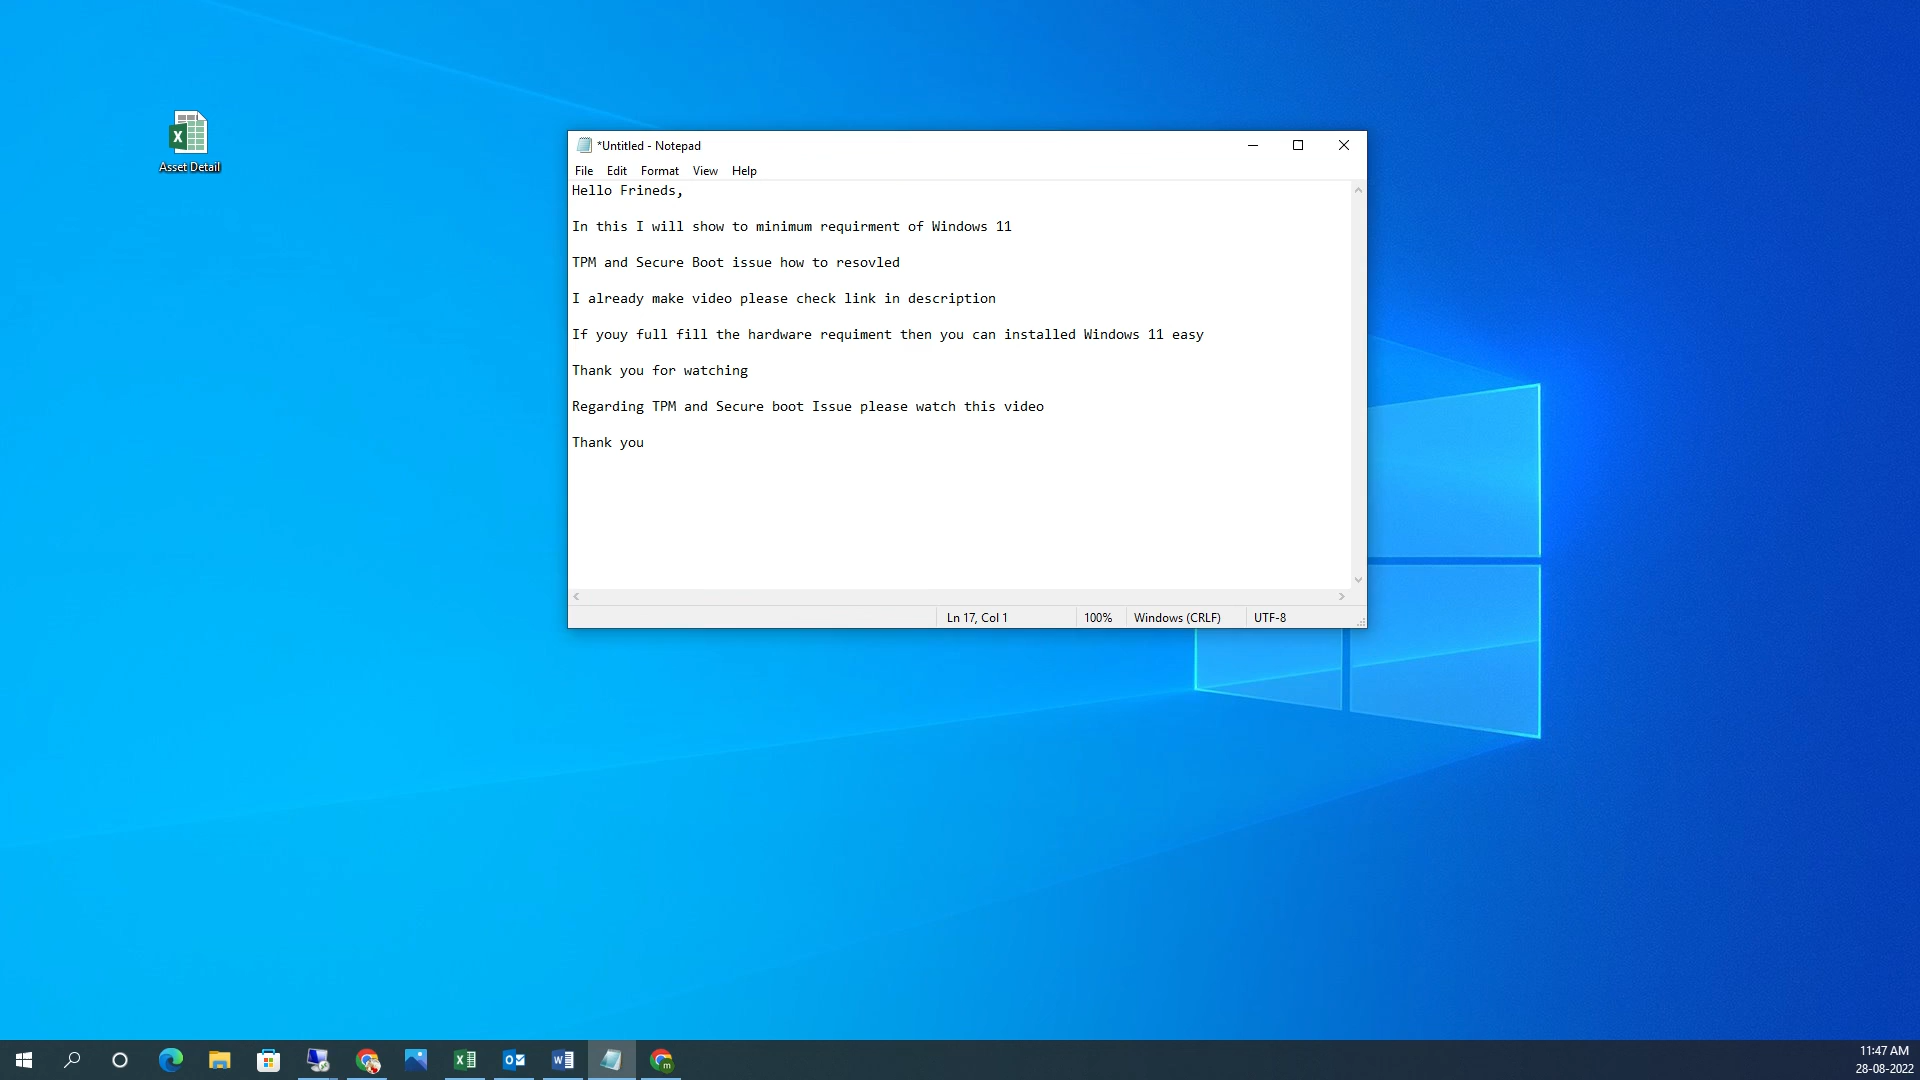 Asset Detail
*Untitled - Notepad
File Edit Format View Help
Hello Frineds,
In this I will show to minimum requirment of Windows 11
TPM and Secure Boot issue how to resovled
I already make video please check link in description
If youy full fill the hardware requiment then you can installed Windows 11 easy
Thank you for watching
Regarding TPM and Secure boot Issue please watch this video
Thank you
Ln 17, Col 1 100% Windows (CRLF) UTF-8
11:47 AM
28-08-2022